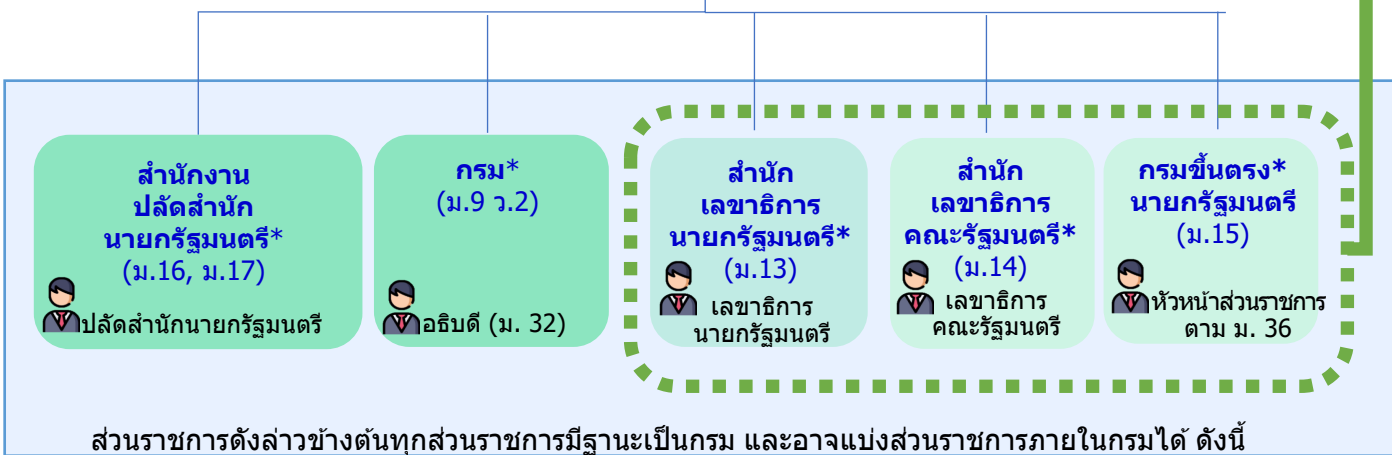 สำนักงาน
ปลัดสำนัก
นายกรัฐมนตรี*
(ม.16, ม.17)
ปลัดสำนักนายกรัฐมนตรี
กรม*
(ม.9 ว.2)
อธิบดี (ม. 32)
สำนัก
เลขาธิการ
นายกรัฐมนตรี*
(ม.13)
เลขาธิการ
นายกรัฐมนตรี
สำนัก
เลขาธิการ
คณะรัฐมนตรี*
(ม.14)
เลขาธิการ
คณะรัฐมนตรี
กรมขึ้นตรง*
นายกรัฐมนตรี
(ม.15)
หัวหน้าส่วนราชการ
ตาม ม. 36
ส่วนราชการดังล่าวข้างต้นทุกส่วนราชการมีฐานะเป็นกรม และอาจแบ่งส่วนราชการภายในกรมได้ ดังนี้